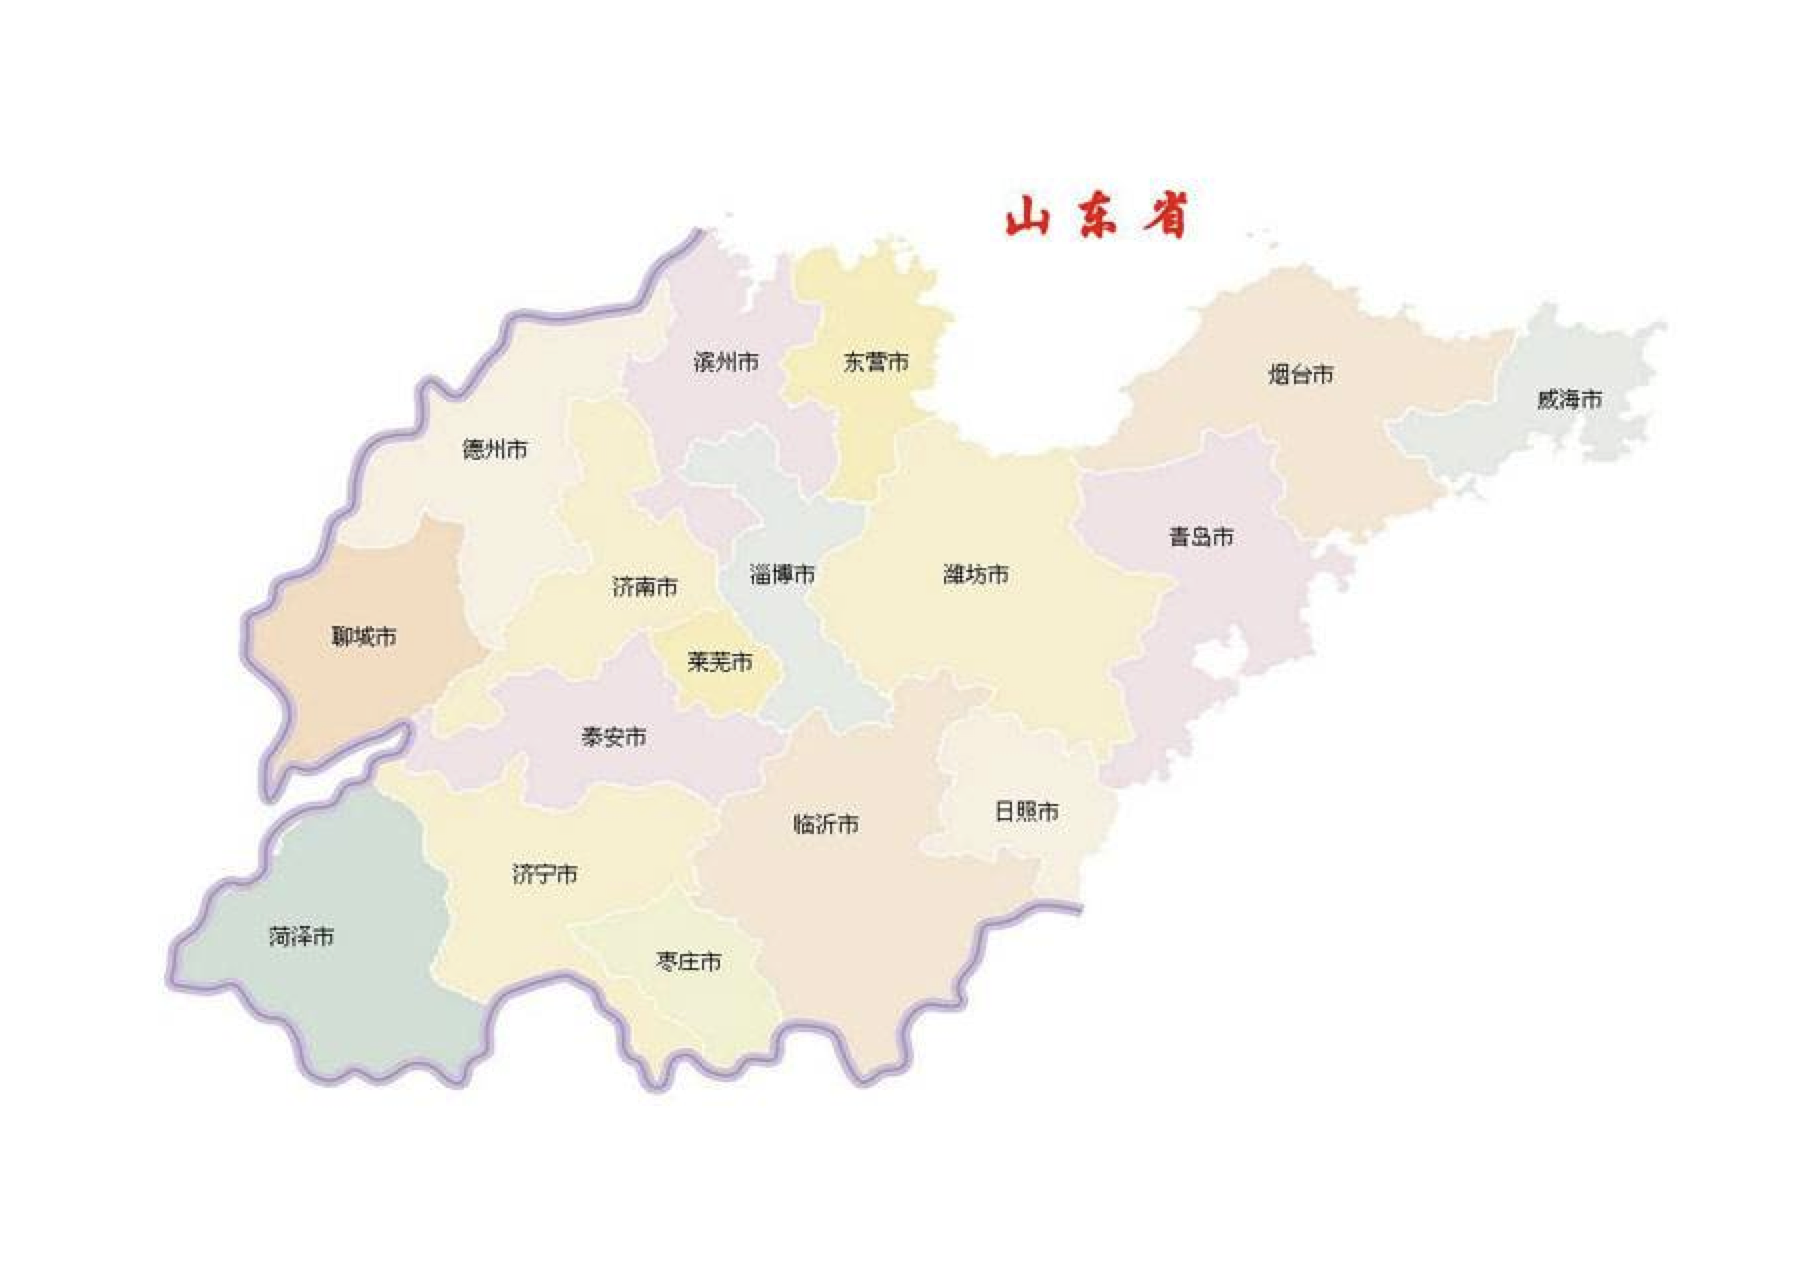 山东省
滨州市
东营市
烟台市
威海市
德州市
青岛市
济南市
淄博市
潍坊市
聊城市
莱芜市
泰安市
日照市
临沂市
济宁市
菏泽市
枣庄市